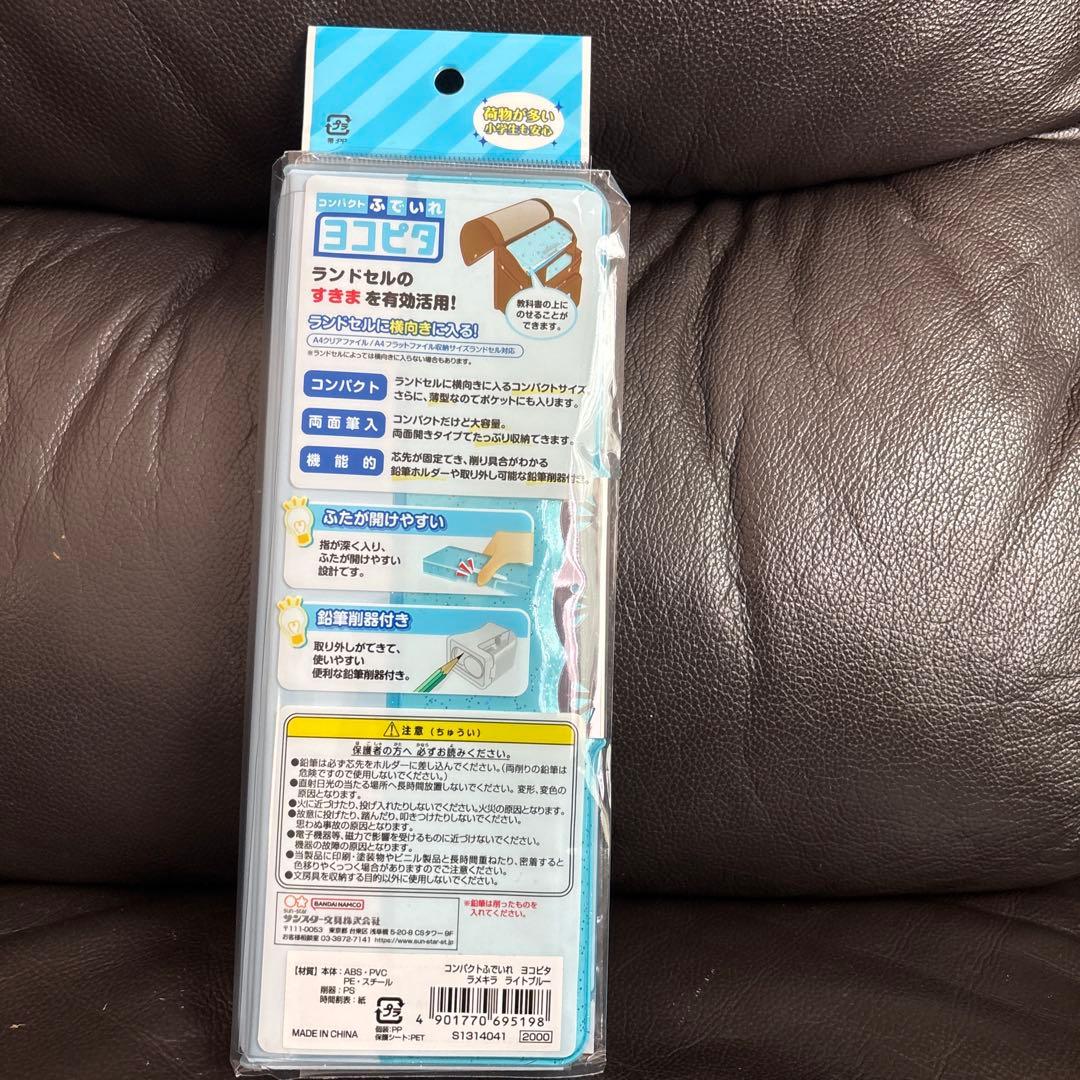 荷物が多い
小学生も安心
プラ
帯:PP
コンパクト ふでいれ
ヨコピタ
ランドセルの
すきまを有効活用!
教科書の上に
のせることが
できます。
ランドセルに横向きに入る!
A4クリアファイル/A4フラットファイル収納サイズランドセル対応
※ランドセルによっては横向きに入らない場合もあります。
コンパクト
ランドセルに横向きに入るコンパクトサイズ
さらに、薄型なのでポケットにも入ります。
両面筆入
コンパクトだけど大容量。
両面開きタイプでたっぷり収納できます。
機能的
芯先が固定でき、削り具合がわかる
鉛筆ホルダーや取り外し可能な鉛筆削器付き。
ふたが開けやすい
指が深く入り、
ふたが開けやすい
設計です。
鉛筆削器付き
取り外しができて、
使いやすい
便利な鉛筆削器付き。
注意(ちゅうい)
保護者の方へ 必ずお読みください。
●鉛筆は必ず芯先をホルダーに差し込んでください。(両削りの鉛筆は
危険ですので使用しないでください。)
●直射日光の当たる場所へ長時間放置しないでください。変形、変色の
原因となります。
●火に近づけたり、投げ入れたりしないでください。火災の原因となります。
●故意に投げたり、踏んだり、叩きつけたりしないでください。
思わぬ事故の原因となります。
●電子機器等、磁力で影響を受けるものに近づけないでください。
機器の故障の原因となります。
●当製品に印刷・塗装物やビニル製品と長時間重ねたり、密着すると
色移りやくっつく場合がありますのでご注意ください。
●文房具を収納する目的以外に使用しないでください。
BANDAI NAMCO
sun-star
サンスター文具株式会社
〒111-0053 東京都 台東区 浅草橋 5-20-8 CSタワー 9F
お客様相談室 03-3872-7141 https://www.sun-star-st.jp
※鉛筆は削ったものを
入れてください。
【材質】本体:ABS・PVC
PE・スチール
削器:PS
時間割表:紙
MADE IN CHINA
プラ
個装:PP
保護シート:PET
コンパクトふでいれ ヨコピタ
ラメキラ ライトブルー
4 901770 695198
S1314041 2000